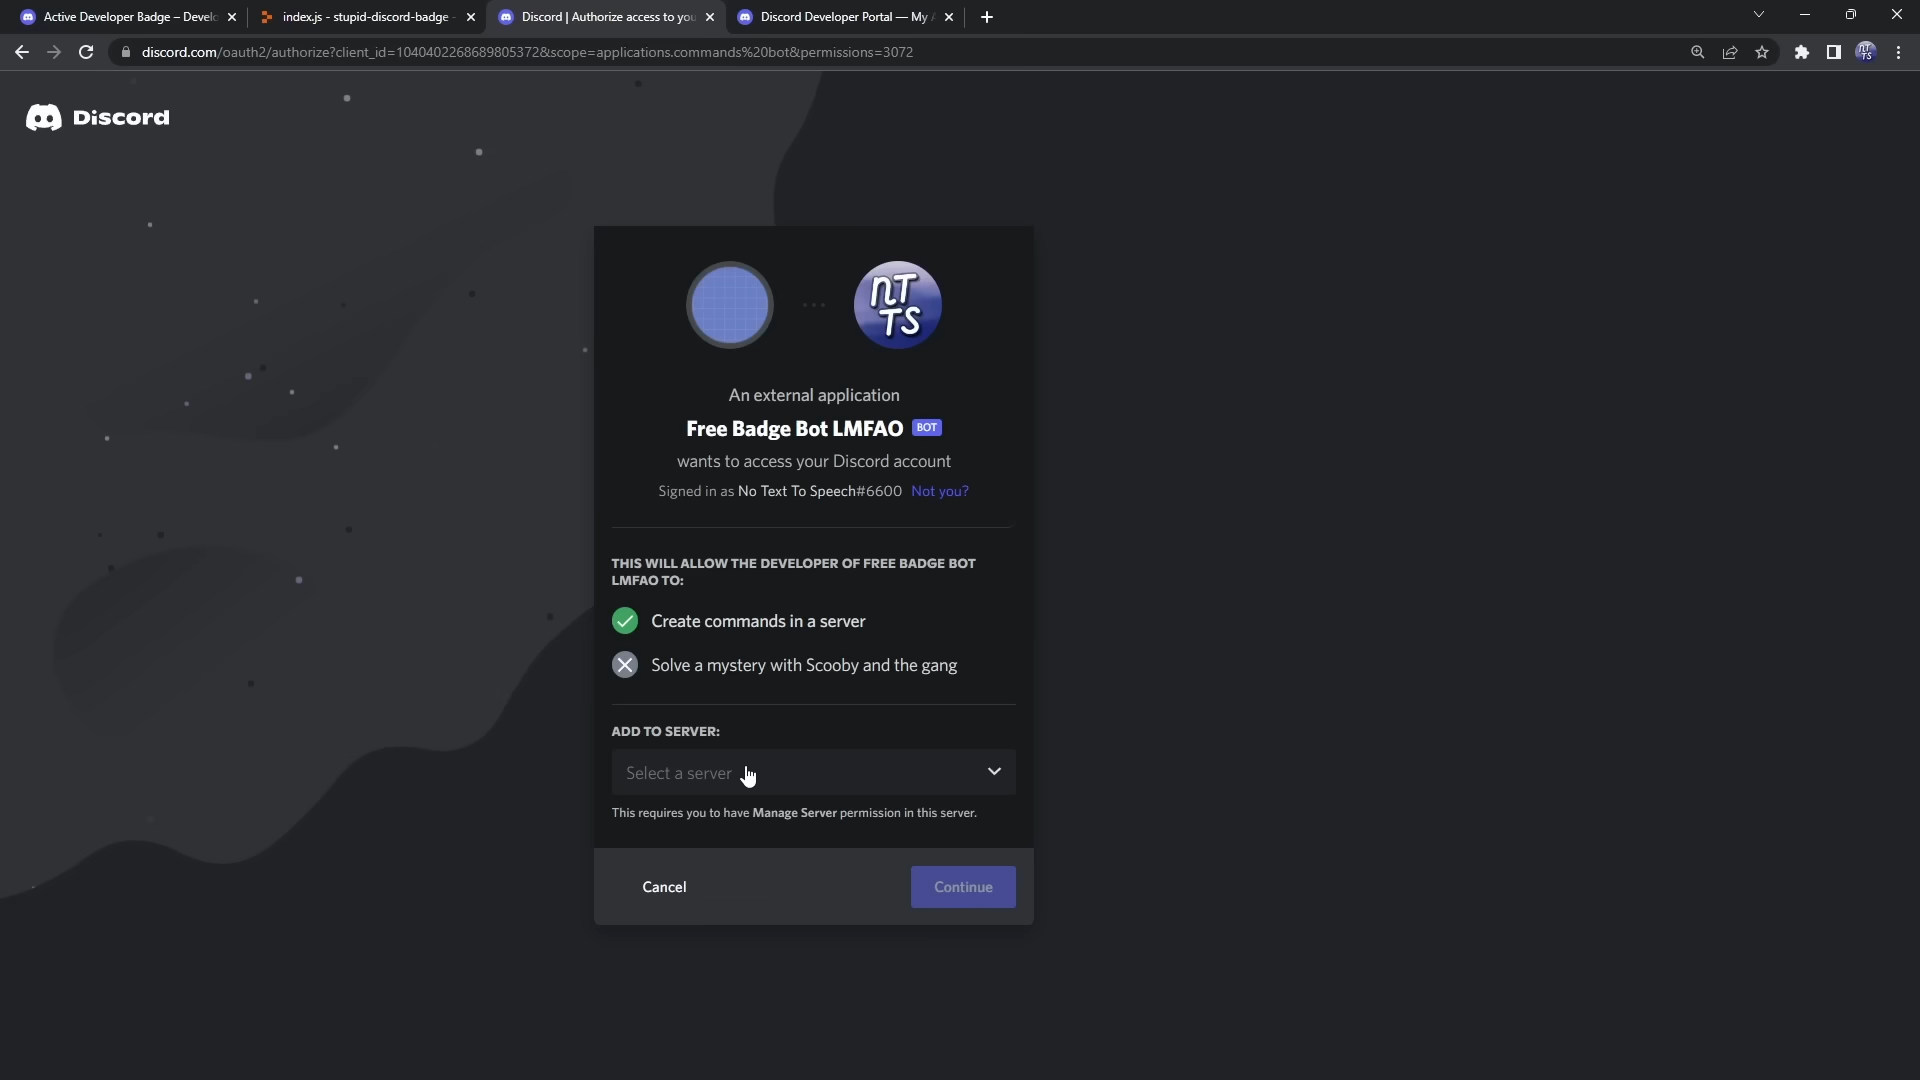 Active Developer Badge – Devel
index.js - stupid-discord-badge -
Discord | Authorize access to you
Discord Developer Portal — My A
discord.com/oauth2/authorize?client_id=1040402268689805372&scope=applications.commands%20bot&permissions=3072
Discord
nT
TS
An external application
Free Badge Bot LMFAO BOT
wants to access your Discord account
Signed in as No Text To Speech#6600 Not you?
THIS WILL ALLOW THE DEVELOPER OF FREE BADGE BOT
LMFAO TO:
Create commands in a server
Solve a mystery with Scooby and the gang
ADD TO SERVER:
Select a server
This requires you to have Manage Server permission in this server.
Cancel
Continue